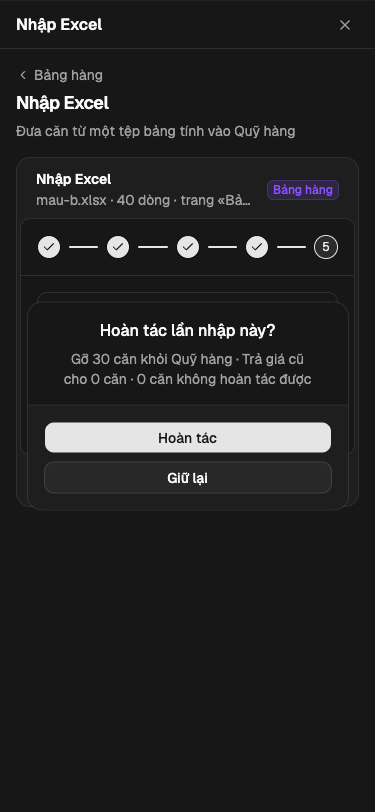 Nhập Excel
Bảng hàng
Nhập Excel
Đưa căn từ một tệp bảng tính vào Quỹ hàng
Nhập Excel
mau-b.xlsx · 40 dòng · trang «Bả...
Bảng hàng
5
Hoàn tác lần nhập này?
Gỡ 30 căn khỏi Quỹ hàng · Trả giá cũ
cho 0 căn · 0 căn không hoàn tác được
Hoàn tác
Giữ lại